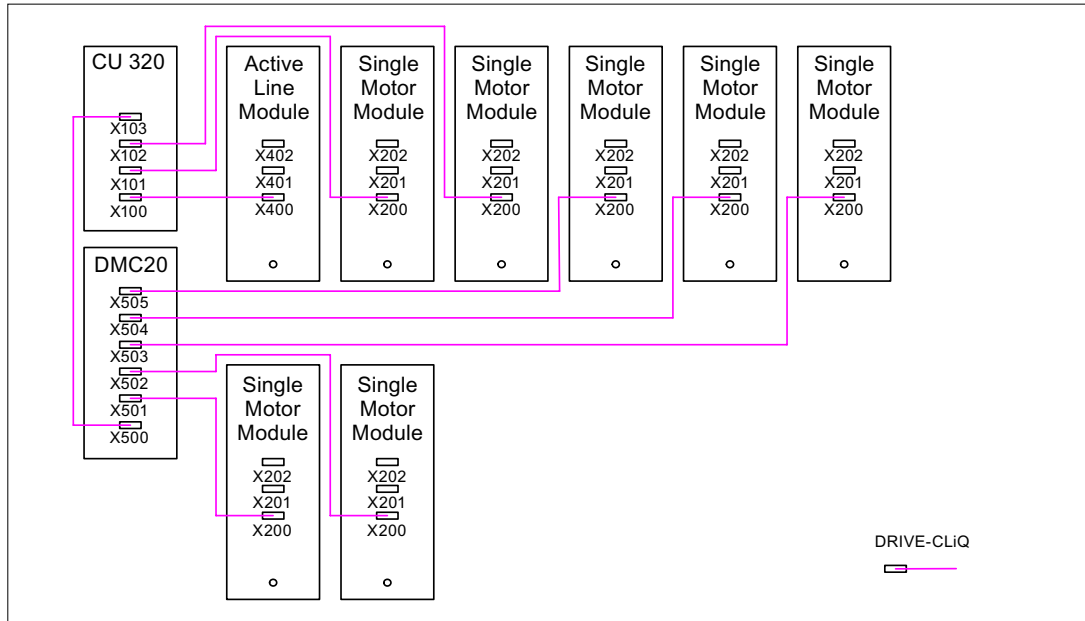 CU 320
X103
X102
X101
X100
Active
Line
Module
X402
X401
X400
Single
Motor
Module
X202
X201
X200
Single
Motor
Module
X202
X201
X200
Single
Motor
Module
X202
X201
X200
Single
Motor
Module
X202
X201
X200
Single
Motor
Module
X202
X201
X200
DMC20
X505
X504
X503
X502
X501
X500
Single
Motor
Module
X202
X201
X200
Single
Motor
Module
X202
X201
X200
DRIVE-CLiQ